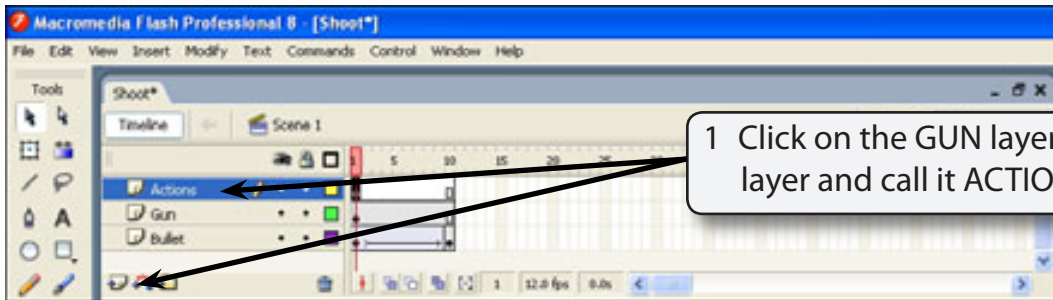 Macromedia Flash Professional 8 - [Shoot*]
File Edit View Insert Modify Text Commands Control Window Help
Tools
Shoot*
Timeline
Scene 1
1 5 10 15 20 25
Actions
Gun
Bullet
1 12.0 fps 0.0s
1 Click on the GUN layer
layer and call it ACTIO